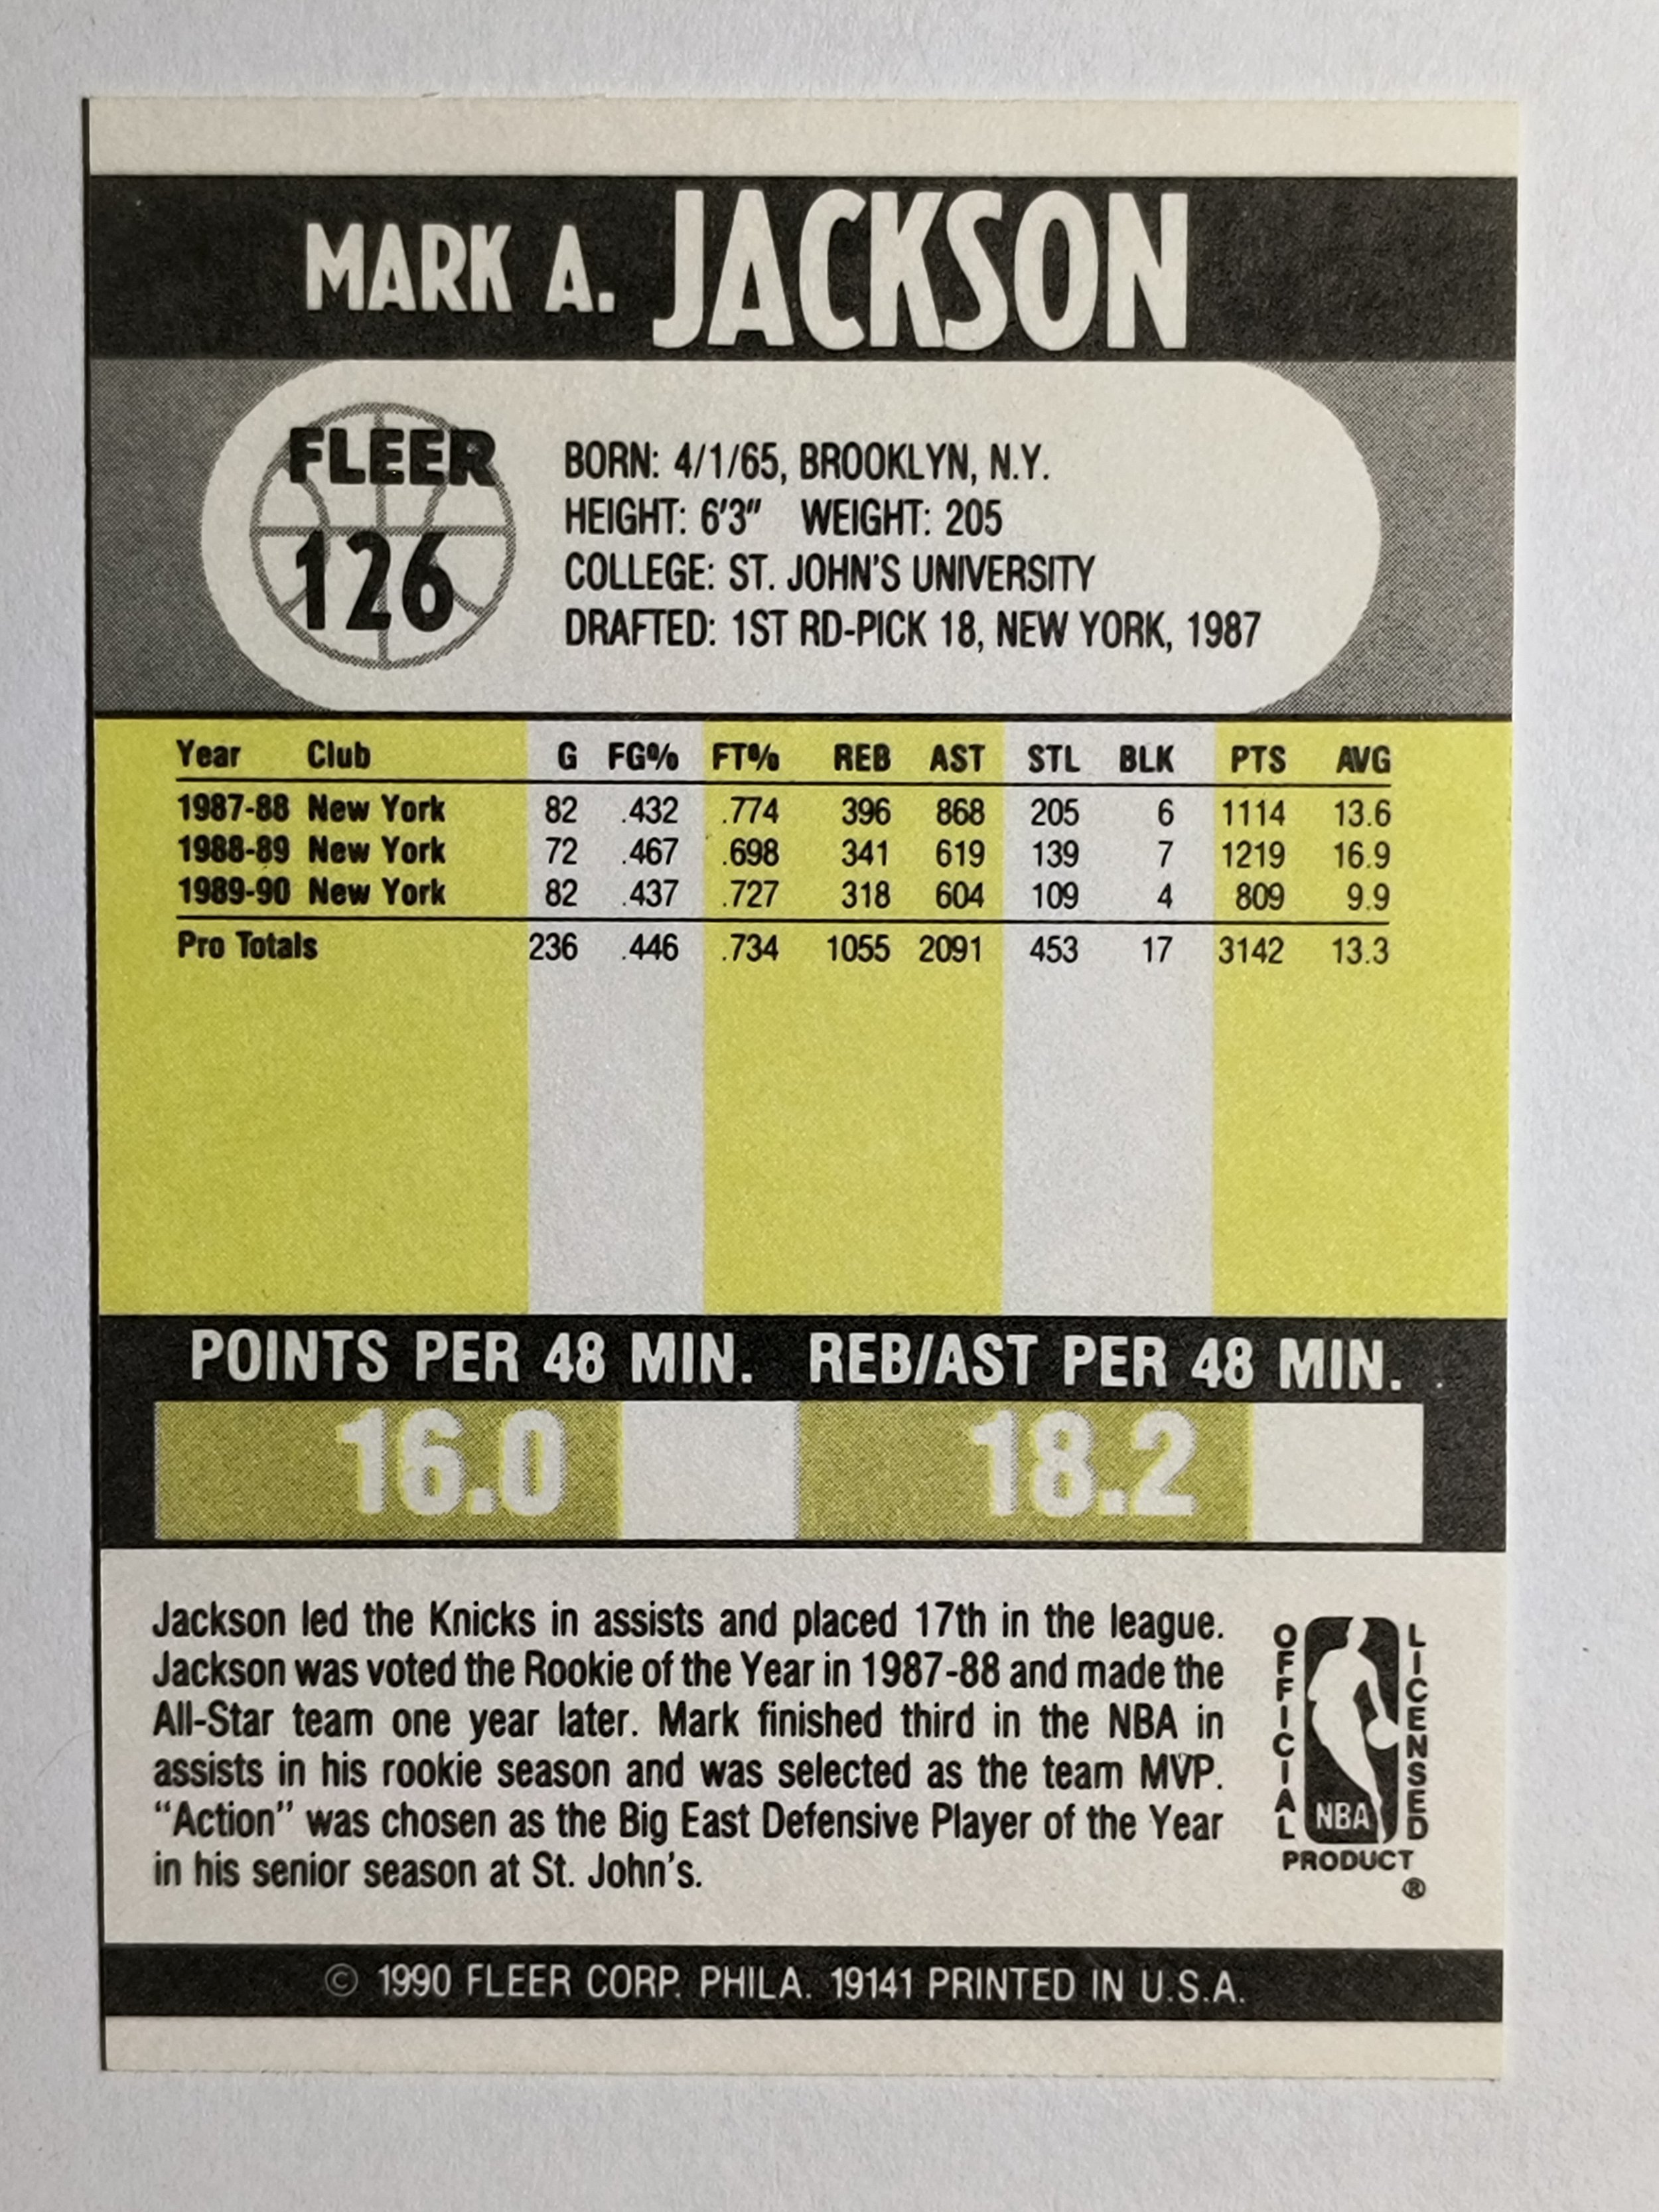 MARK A. JACKSON
FLEER
126
BORN: 4/1/65, BROOKLYN, N.Y.
HEIGHT: 6'3" WEIGHT: 205
COLLEGE: ST. JOHN'S UNIVERSITY
DRAFTED: 1ST RD-PICK 18, NEW YORK, 1987
Year Club G FG% FT% REB AST STL BLK PTS AVG
1987-88 New York 82 .432 .774 396 868 205 6 1114 13.6
1988-89 New York 72 .467 .698 341 619 139 7 1219 16.9
1989-90 New York 82 .437 .727 318 604 109 4 809 9.9
Pro Totals 236 .446 .734 1055 2091 453 17 3142 13.3
POINTS PER 48 MIN. REB/AST PER 48 MIN.
16.0 18.2
Jackson led the Knicks in assists and placed 17th in the league.
Jackson was voted the Rookie of the Year in 1987-88 and made the
All-Star team one year later. Mark finished third in the NBA in
assists in his rookie season and was selected as the team MVP.
“Action” was chosen as the Big East Defensive Player of the Year
in his senior season at St. John's.
OFFICIAL
LICENSED
NBA
PRODUCT
®
© 1990 FLEER CORP. PHILA. 19141 PRINTED IN U.S.A.